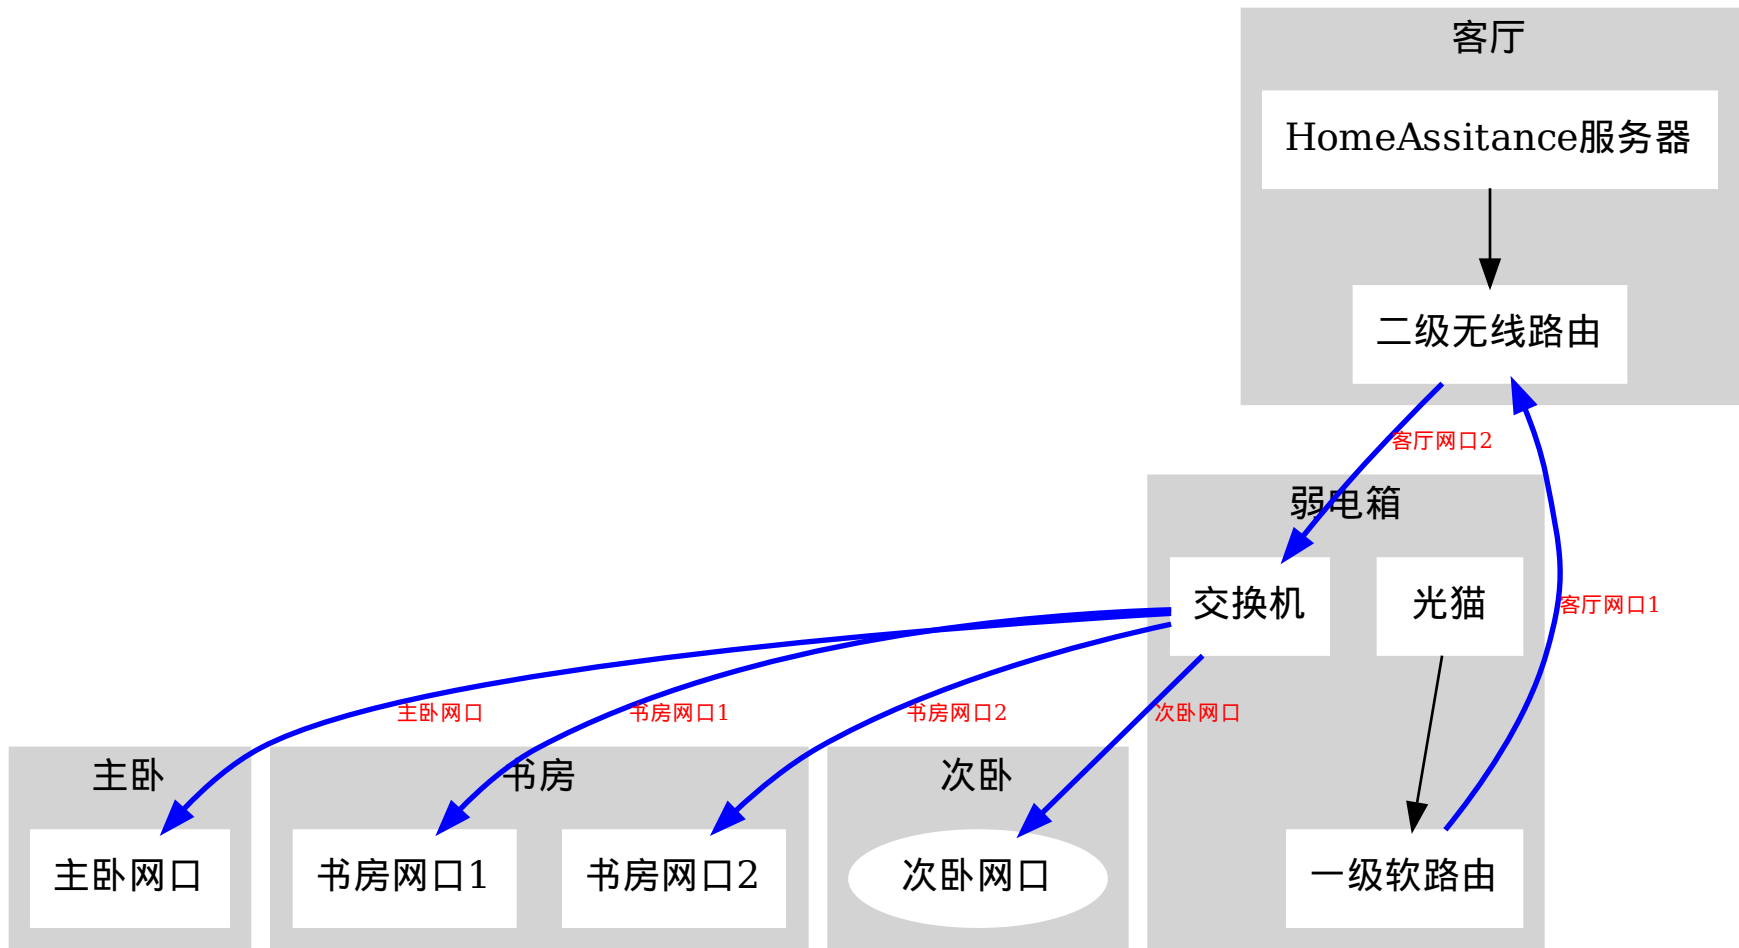 客厅
HomeAssitance服务器
二级无线路由
客厅网口2
弱电箱
交换机
光猫
客厅网口1
主卧网口
书房网口1
书房网口2
次卧网口
主卧
书房
次卧
主卧网口
书房网口1
书房网口2
次卧网口
一级软路由